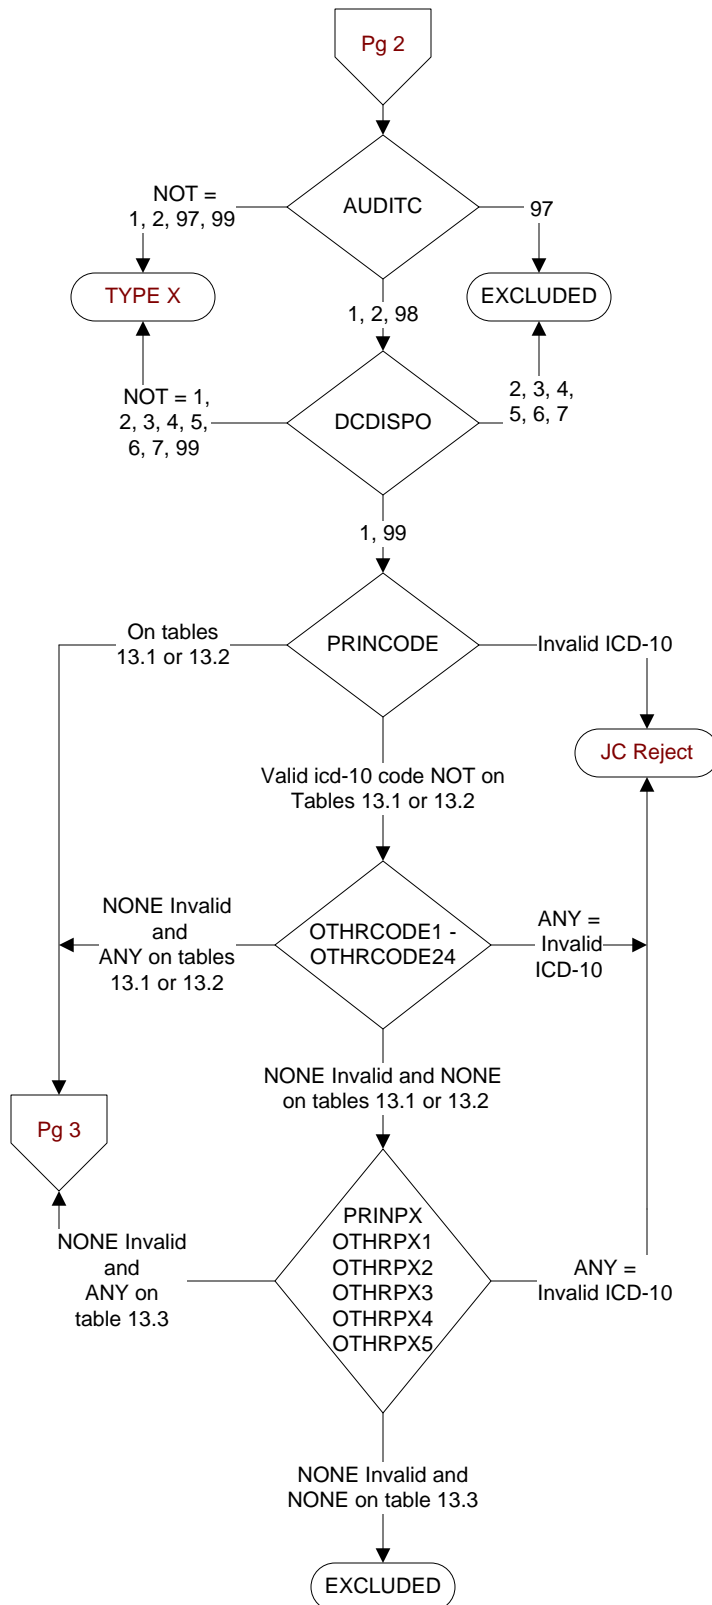 Pg 2
AUDITC
NOT =
1, 2, 97, 99
97
TYPE X
EXCLUDED
1, 2, 98
NOT = 1,
2, 3, 4, 5,
6, 7, 99
DCDISPO
2, 3, 4,
5, 6, 7
1, 99
On tables
13.1 or 13.2
PRINCODE
Invalid ICD-10
JC Reject
Valid icd-10 code NOT on
Tables 13.1 or 13.2
NONE Invalid
and
ANY on tables
13.1 or 13.2
OTHRCODE1 -
OTHRCODE24
ANY =
Invalid
ICD-10
NONE Invalid and NONE
on tables 13.1 or 13.2
Pg 3
NONE Invalid
and
ANY on
table 13.3
PRINPX
OTHRPX1
OTHRPX2
OTHRPX3
OTHRPX4
OTHRPX5
ANY =
Invalid ICD-10
NONE Invalid and
NONE on table 13.3
EXCLUDED